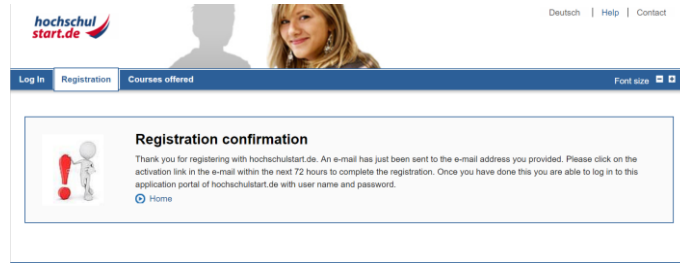 hochschul
start.de
Deutsch | Help | Contact
Log In Registration Courses offered Font size
Registration confirmation
Thank you for registering with hochschulstart.de. An e-mail has just been sent to the e-mail address you provided. Please click on the
activation link in the e-mail within the next 72 hours to complete the registration. Once you have done this you are able to log in to this
application portal of hochschulstart.de with user name and password.
Home